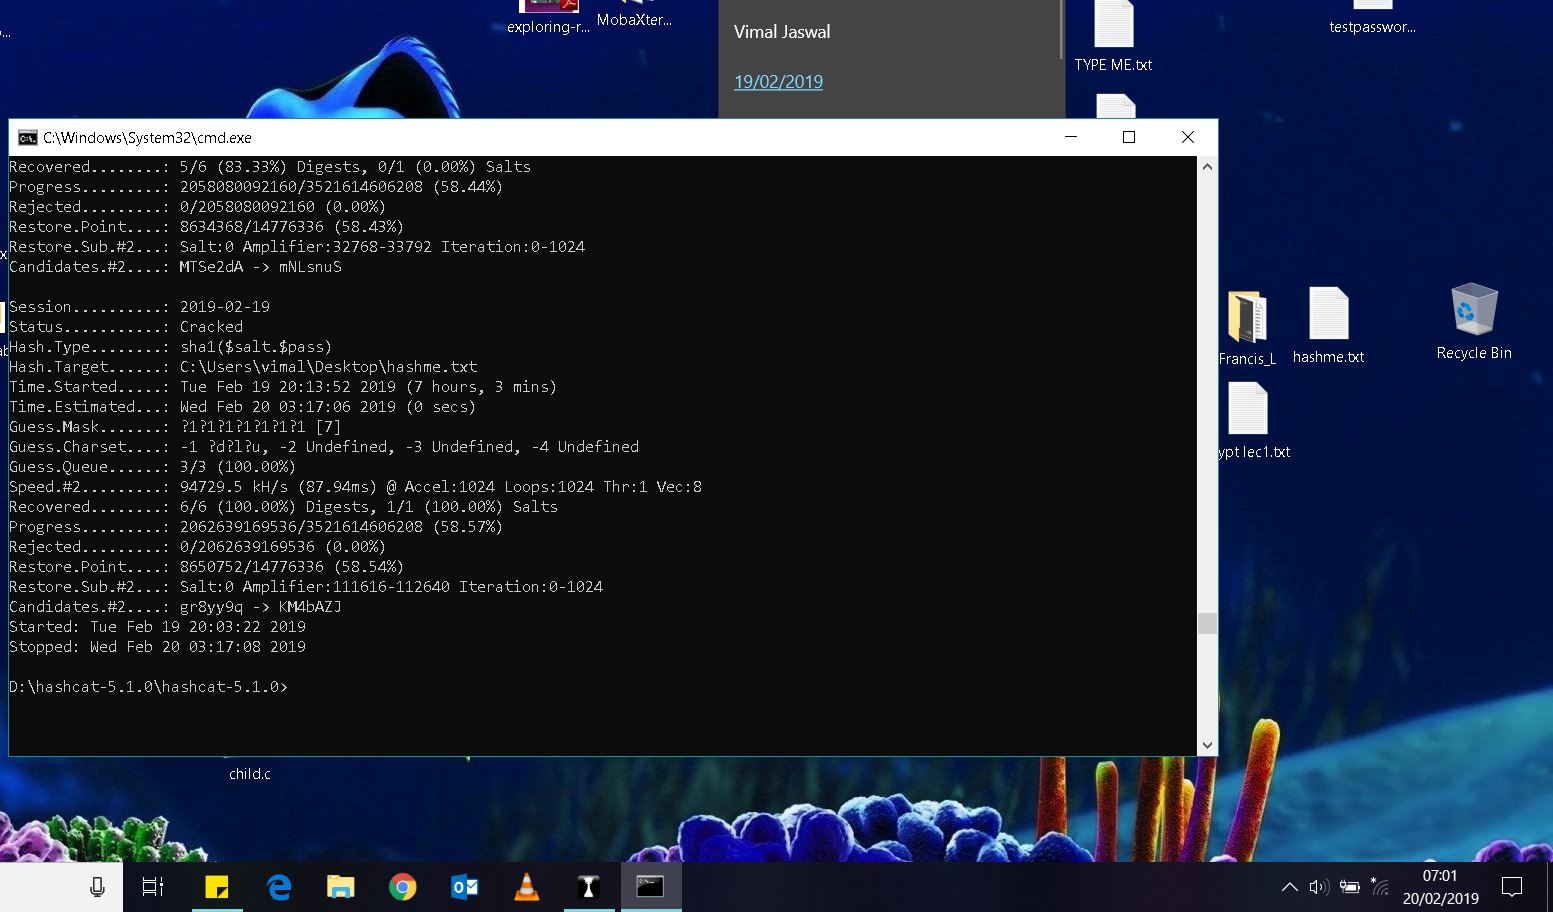 exploring-r...
MobaXter...
Vimal Jaswal
19/02/2019
TYPE ME.txt
testpasswor...
C:\Windows\System32\cmd.exe
Recovered........: 5/6 (83.33%) Digests, 0/1 (0.00%) Salts
Progress.........: 2058080092160/3521614606208 (58.44%)
Rejected.........: 0/2058080092160 (0.00%)
Restore.Point....: 8634368/14776336 (58.43%)
Restore.Sub.#2...: Salt:0 Amplifier:32768-33792 Iteration:0-1024
Candidates.#2....: MTSe2dA -> mNLsnuS
Session..........: 2019-02-19
Status...........: Cracked
Hash.Type........: sha1($salt.$pass)
Hash.Target......: C:\Users\vimal\Desktop\hashme.txt
Time.Started.....: Tue Feb 19 20:13:52 2019 (7 hours, 3 mins)
Time.Estimated...: Wed Feb 20 03:17:06 2019 (0 secs)
Guess.Mask.......: ?1?1?1?1?1?1?1 [7]
Guess.Charset....: -1 ?d?l?u, -2 Undefined, -3 Undefined, -4 Undefined
Guess.Queue......: 3/3 (100.00%)
Speed.#2.........: 94729.5 kH/s (87.94ms) @ Accel:1024 Loops:1024 Thr:1 Vec:8
Recovered........: 6/6 (100.00%) Digests, 1/1 (100.00%) Salts
Progress.........: 2062639169536/3521614606208 (58.57%)
Rejected.........: 0/2062639169536 (0.00%)
Restore.Point....: 8650752/14776336 (58.54%)
Restore.Sub.#2...: Salt:0 Amplifier:111616-112640 Iteration:0-1024
Candidates.#2....: gr8yy9q -> KM4bAZJ
Started: Tue Feb 19 20:03:22 2019
Stopped: Wed Feb 20 03:17:08 2019
D:\hashcat-5.1.0\hashcat-5.1.0>
Francis_L
hashme.txt
Recycle Bin
ypt lec1.txt
child.c
07:01
20/02/2019